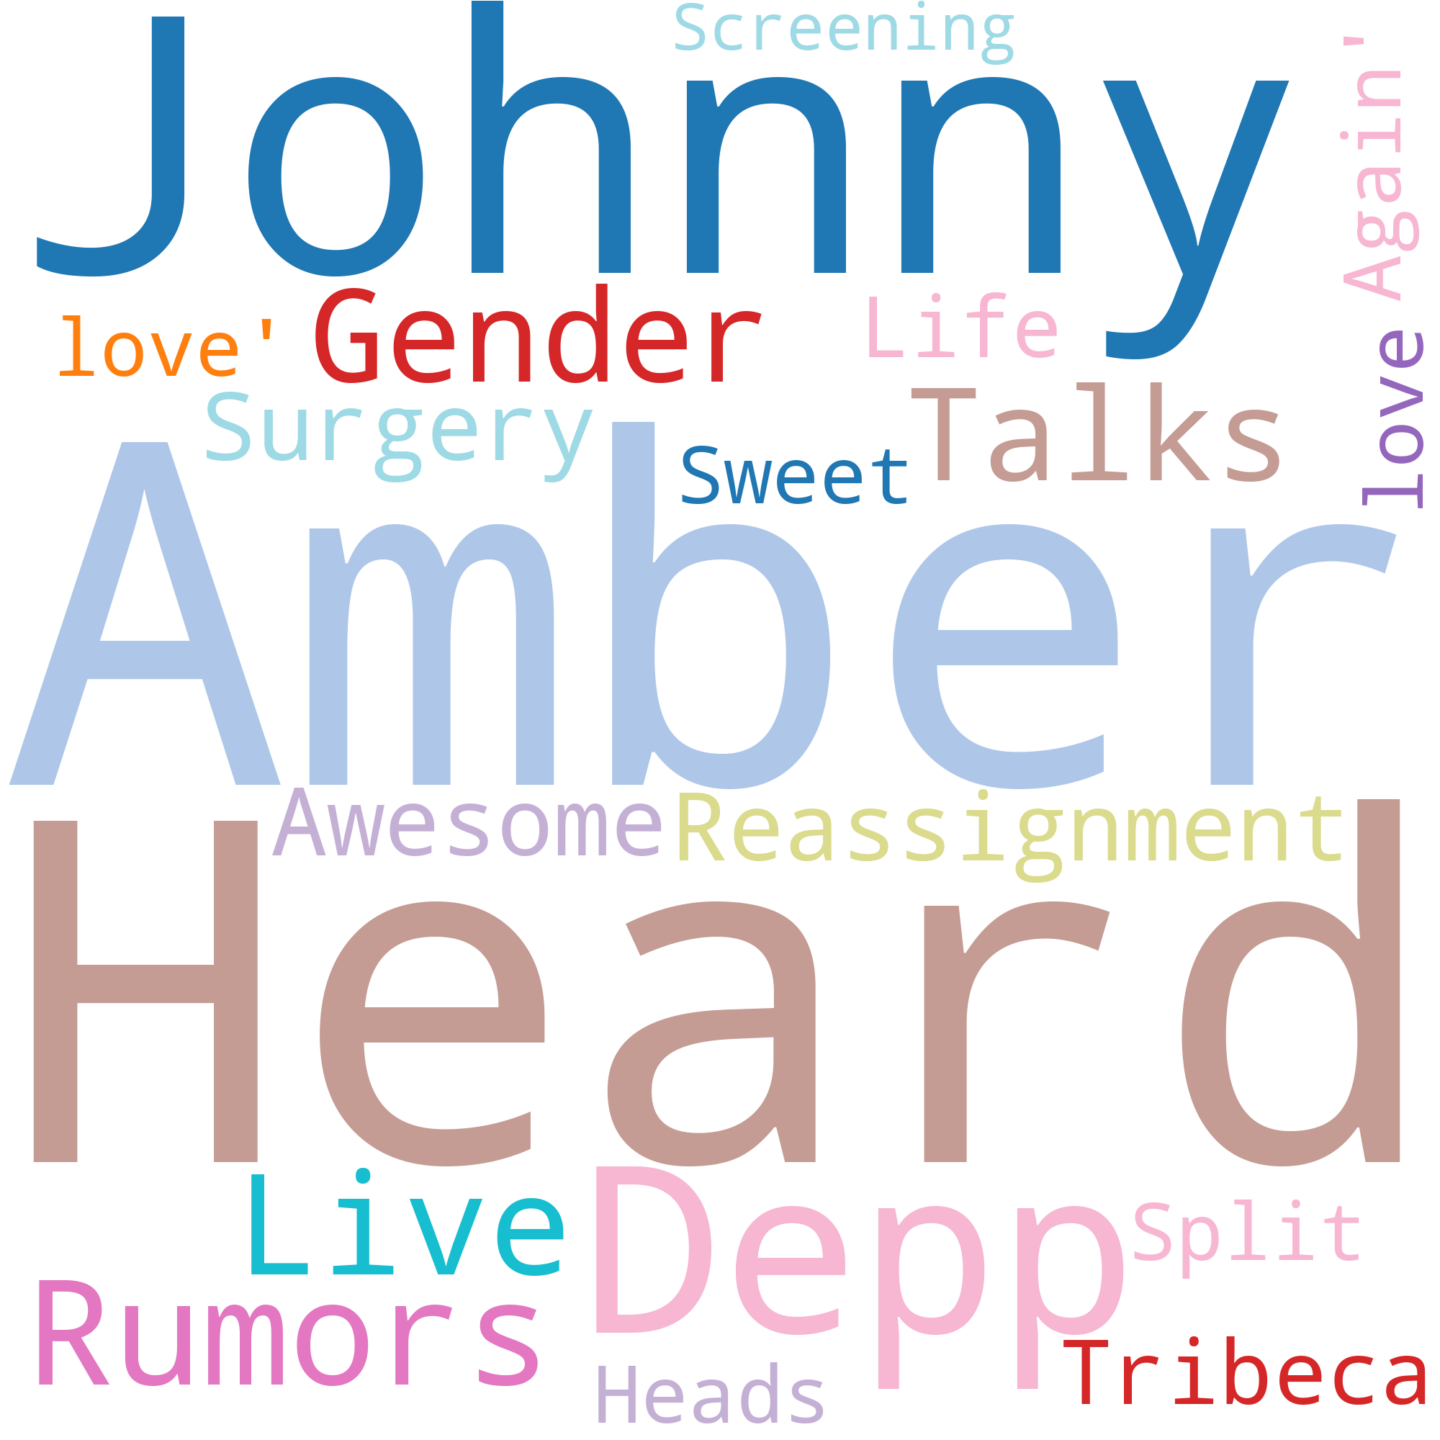 Screening
Johnny
Again'
love'
Gender
Life
love
Surgery
Sweet
Talks
Amber
Awesome
Reassignment
Heard
Live
Depp
Split
Rumors
Heads
Tribeca